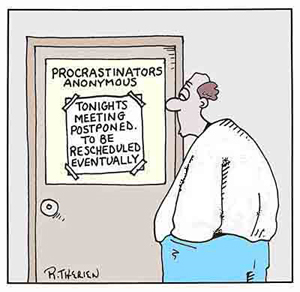 PROCRASTINATORS
ANONYMOUS
TONIGHTS
MEETING
POSTPONED.
TO BE
RESCHEDULED
EVENTUALLY
R. THERIEN